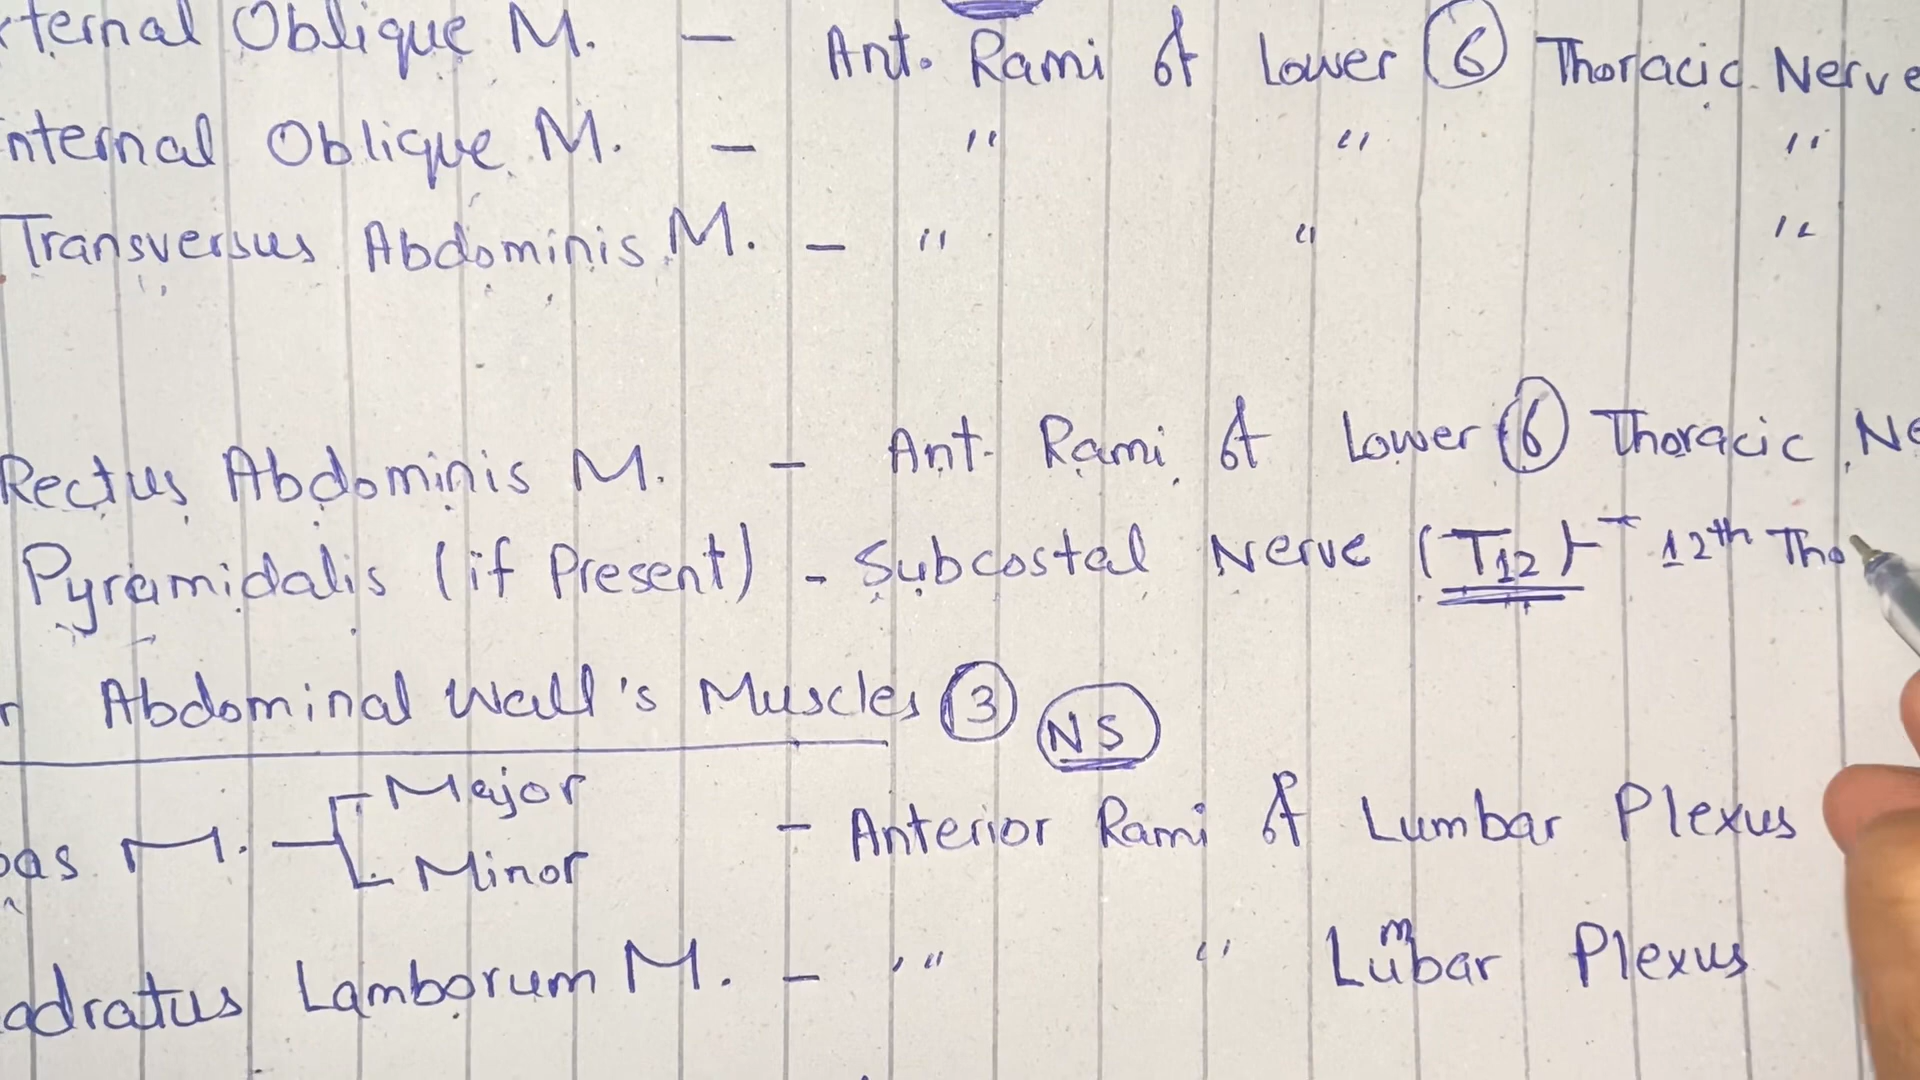 ternal Oblique M. - Ant. Rami of Lower 6 Thoracic Nerve
nternal Oblique M. - " " "
Transversus Abdominis M. - " " "
Rectus Abdominis M. - Ant. Rami of Lower 6 Thoracic Ne
Pyramidalis (if Present) - Subcostal Nerve (T12) - 12th Tho
r Abdominal Wall's Muscles 3 NS
oas M. Major
Minor
- Anterior Rami of Lumbar Plexus
adratus Lamborum M. - " " Lumbar Plexus